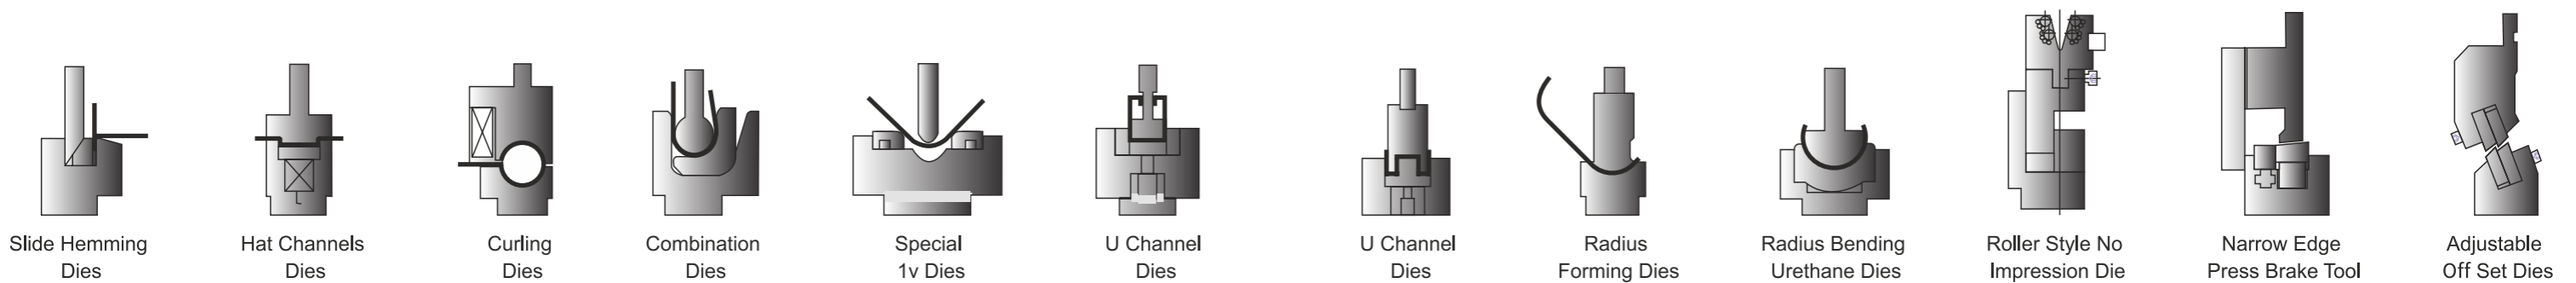 Slide Hemming
Dies
Hat Channels
Dies
Curling
Dies
Combination
Dies
Special
1v Dies
U Channel
Dies
U Channel
Dies
Radius
Forming Dies
Radius Bending
Urethane Dies
Roller Style No
Impression Die
Narrow Edge
Press Brake Tool
Adjustable
Off Set Dies